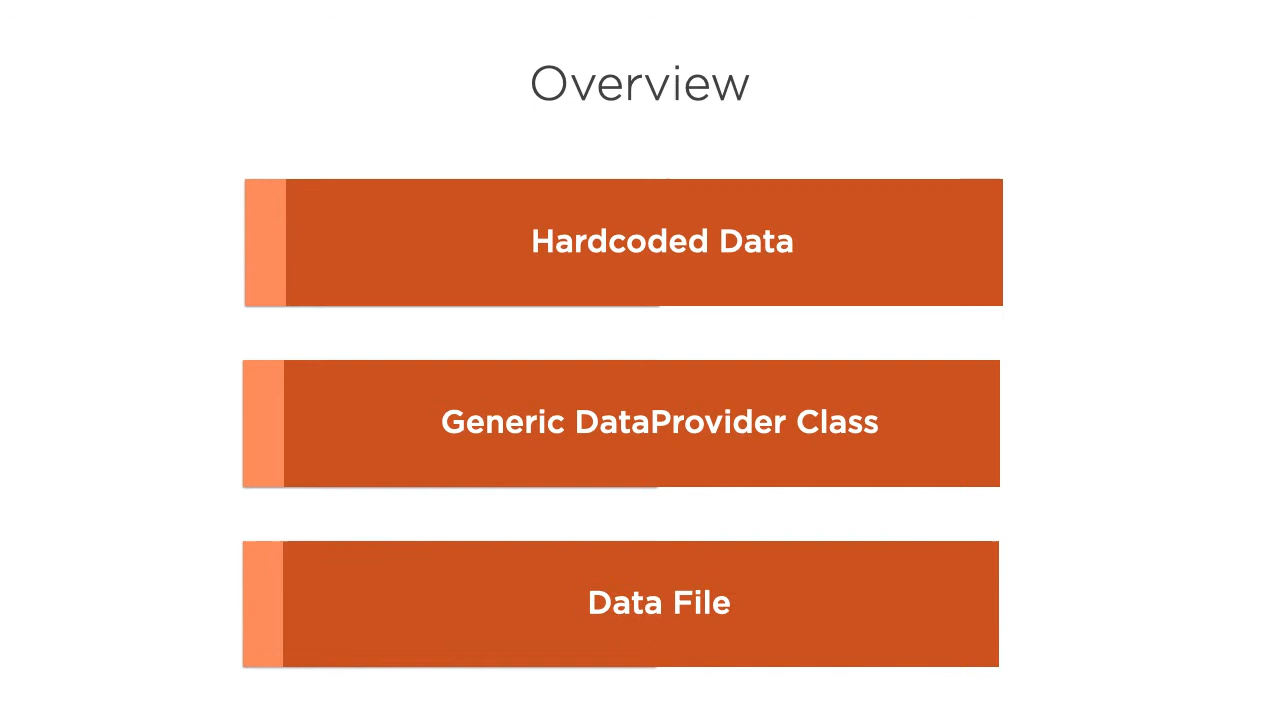 Overview
Hardcoded Data
Generic DataProvider Class
Data File